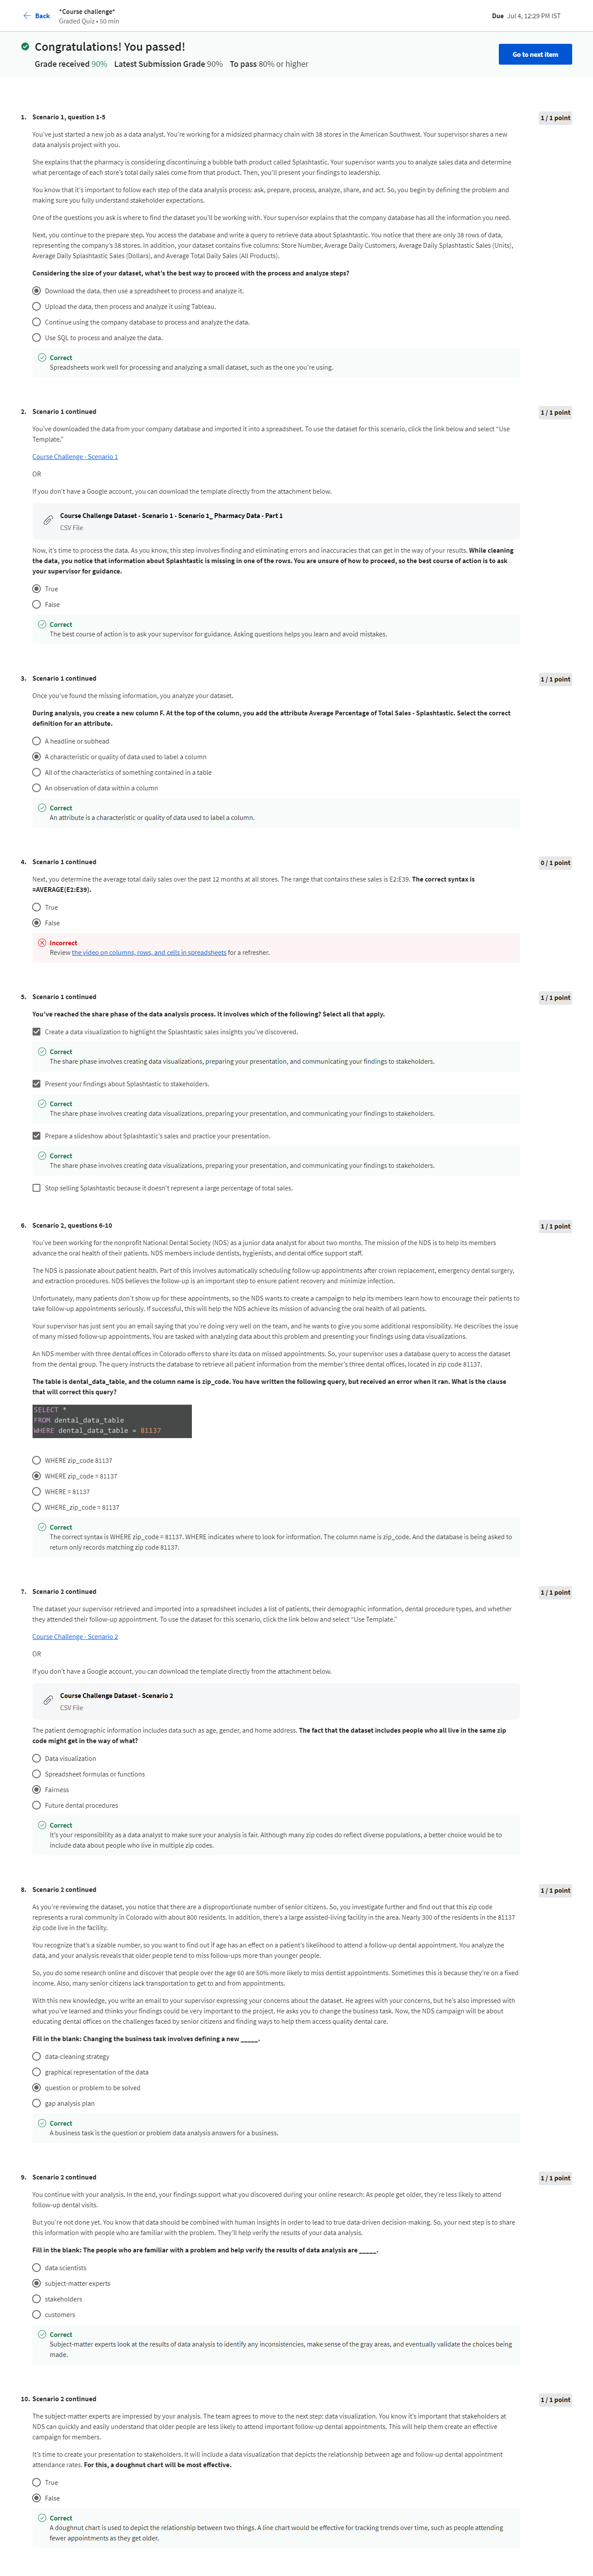 Back
*Course challenge*
Graded Quiz • 50 min
Due Jul 4, 12:29 PM IST
Congratulations! You passed!
Grade received 90% Latest Submission Grade 90% To pass 80% or higher
Go to next item
1. Scenario 1, question 1-5
1 / 1 point
You've just started a new job as a data analyst. You're working for a midsized pharmacy chain with 38 stores in the American Southwest. Your supervisor shares a new
data analysis project with you.
She explains that the pharmacy is considering discontinuing a bubble bath product called Splashtastic. Your supervisor wants you to analyze sales data and determine
what percentage of each store's total daily sales come from that product. Then, you'll present your findings to leadership.
You know that it's important to follow each step of the data analysis process: ask, prepare, process, analyze, share, and act. So, you begin by defining the problem and
making sure you fully understand stakeholder expectations.
One of the questions you ask is where to find the dataset you'll be working with. Your supervisor explains that the company database has all the information you need.
Next, you continue to the prepare step. You access the database and write a query to retrieve data about Splashtastic. You notice that there are only 38 rows of data,
representing the company's 38 stores. In addition, your dataset contains five columns: Store Number, Average Daily Customers, Average Daily Splashtastic Sales (Units),
Average Daily Splashtastic Sales (Dollars), and Average Total Daily Sales (All Products).
Considering the size of your dataset, what's the best way to proceed with the process and analyze steps?
Download the data, then use a spreadsheet to process and analyze it.
Upload the data, then process and analyze it using Tableau.
Continue using the company database to process and analyze the data.
Use SQL to process and analyze the data.
Correct
Spreadsheets work well for processing and analyzing a small dataset, such as the one you're using.
2. Scenario 1 continued
1 / 1 point
You've downloaded the data from your company database and imported it into a spreadsheet. To use the dataset for this scenario, click the link below and select "Use
Template."
Course Challenge - Scenario 1
OR
If you don't have a Google account, you can download the template directly from the attachment below.
Course Challenge Dataset - Scenario 1 - Scenario 1_ Pharmacy Data - Part 1
CSV File
Now, it's time to process the data. As you know, this step involves finding and eliminating errors and inaccuracies that can get in the way of your results. While cleaning
the data, you notice that information about Splashtastic is missing in one of the rows. You are unsure of how to proceed, so the best course of action is to ask
your supervisor for guidance.
True
False
Correct
The best course of action is to ask your supervisor for guidance. Asking questions helps you learn and avoid mistakes.
3. Scenario 1 continued
1 / 1 point
Once you've found the missing information, you analyze your dataset.
During analysis, you create a new column F. At the top of the column, you add the attribute Average Percentage of Total Sales - Splashtastic. Select the correct
definition for an attribute.
A headline or subhead
A characteristic or quality of data used to label a column
All of the characteristics of something contained in a table
An observation of data within a column
Correct
An attribute is a characteristic or quality of data used to label a column.
4. Scenario 1 continued
0 / 1 point
Next, you determine the average total daily sales over the past 12 months at all stores. The range that contains these sales is E2:E39. The correct syntax is
=AVERAGE(E2:E39).
True
False
Incorrect
Review the video on columns, rows, and cells in spreadsheets for a refresher.
5. Scenario 1 continued
1 / 1 point
You've reached the share phase of the data analysis process. It involves which of the following? Select all that apply.
Create a data visualization to highlight the Splashtastic sales insights you've discovered.
Correct
The share phase involves creating data visualizations, preparing your presentation, and communicating your findings to stakeholders.
Present your findings about Splashtastic to stakeholders.
Correct
The share phase involves creating data visualizations, preparing your presentation, and communicating your findings to stakeholders.
Prepare a slideshow about Splashtastic's sales and practice your presentation.
Correct
The share phase involves creating data visualizations, preparing your presentation, and communicating your findings to stakeholders.
Stop selling Splashtastic because it doesn't represent a large percentage of total sales.
6. Scenario 2, questions 6-10
1 / 1 point
You've been working for the nonprofit National Dental Society (NDS) as a junior data analyst for about two months. The mission of the NDS is to help its members
advance the oral health of their patients. NDS members include dentists, hygienists, and dental office support staff.
The NDS is passionate about patient health. Part of this involves automatically scheduling follow-up appointments after crown replacement, emergency dental surgery,
and extraction procedures. NDS believes the follow-up is an important step to ensure patient recovery and minimize infection.
Unfortunately, many patients don't show up for these appointments, so the NDS wants to create a campaign to help its members learn how to encourage their patients to
take follow-up appointments seriously. If successful, this will help the NDS achieve its mission of advancing the oral health of all patients.
Your supervisor has just sent you an email saying that you're doing very well on the team, and he wants to give you some additional responsibility. He describes the issue
of many missed follow-up appointments. You are tasked with analyzing data about this problem and presenting your findings using data visualizations.
An NDS member with three dental offices in Colorado offers to share its data on missed appointments. So, your supervisor uses a database query to access the dataset
from the dental group. The query instructs the database to retrieve all patient information from the member's three dental offices, located in zip code 81137.
The table is dental_data_table, and the column name is zip_code. You have written the following query, but received an error when it ran. What is the clause
that will correct this query?
SELECT *
FROM dental_data_table
WHERE dental_data_table = 81137
WHERE zip_code 81137
WHERE zip_code = 81137
WHERE = 81137
WHERE_zip_code = 81137
Correct
The correct syntax is WHERE zip_code = 81137. WHERE indicates where to look for information. The column name is zip_code. And the database is being asked to
return only records matching zip code 81137.
7. Scenario 2 continued
1 / 1 point
The dataset your supervisor retrieved and imported into a spreadsheet includes a list of patients, their demographic information, dental procedure types, and whether
they attended their follow-up appointment. To use the dataset for this scenario, click the link below and select "Use Template."
Course Challenge - Scenario 2
OR
If you don't have a Google account, you can download the template directly from the attachment below.
Course Challenge Dataset - Scenario 2
CSV File
The patient demographic information includes data such as age, gender, and home address. The fact that the dataset includes people who all live in the same zip
code might get in the way of what?
Data visualization
Spreadsheet formulas or functions
Fairness
Future dental procedures
Correct
It's your responsibility as a data analyst to make sure your analysis is fair. Although many zip codes do reflect diverse populations, a better choice would be to
include data about people who live in multiple zip codes.
8. Scenario 2 continued
1 / 1 point
As you're reviewing the dataset, you notice that there are a disproportionate number of senior citizens. So, you investigate further and find out that this zip code
represents a rural community in Colorado with about 800 residents. In addition, there's a large assisted-living facility in the area. Nearly 300 of the residents in the 81137
zip code live in the facility.
You recognize that's a sizable number, so you want to find out if age has an effect on a patient's likelihood to attend a follow-up dental appointment. You analyze the
data, and your analysis reveals that older people tend to miss follow-ups more than younger people.
So, you do some research online and discover that people over the age 60 are 50% more likely to miss dentist appointments. Sometimes this is because they're on a fixed
income. Also, many senior citizens lack transportation to get to and from appointments.
With this new knowledge, you write an email to your supervisor expressing your concerns about the dataset. He agrees with your concerns, but he's also impressed with
what you've learned and thinks your findings could be very important to the project. He asks you to change the business task. Now, the NDS campaign will be about
educating dental offices on the challenges faced by senior citizens and finding ways to help them access quality dental care.
Fill in the blank: Changing the business task involves defining a new _____.
data-cleaning strategy
graphical representation of the data
question or problem to be solved
gap analysis plan
Correct
A business task is the question or problem data analysis answers for a business.
9. Scenario 2 continued
1 / 1 point
You continue with your analysis. In the end, your findings support what you discovered during your online research: As people get older, they're less likely to attend
follow-up dental visits.
But you're not done yet. You know that data should be combined with human insights in order to lead to true data-driven decision-making. So, your next step is to share
this information with people who are familiar with the problem. They'll help verify the results of your data analysis.
Fill in the blank: The people who are familiar with a problem and help verify the results of data analysis are _____.
data scientists
subject-matter experts
stakeholders
customers
Correct
Subject-matter experts look at the results of data analysis to identify any inconsistencies, make sense of the gray areas, and eventually validate the choices being
made.
10. Scenario 2 continued
1 / 1 point
The subject-matter experts are impressed by your analysis. The team agrees to move to the next step: data visualization. You know it's important that stakeholders at
NDS can quickly and easily understand that older people are less likely to attend important follow-up dental appointments. This will help them create an effective
campaign for members.
It's time to create your presentation to stakeholders. It will include a data visualization that depicts the relationship between age and follow-up dental appointment
attendance rates. For this, a doughnut chart will be most effective.
True
False
Correct
A doughnut chart is used to depict the relationship between two things. A line chart would be effective for tracking trends over time, such as people attending
fewer appointments as they get older.